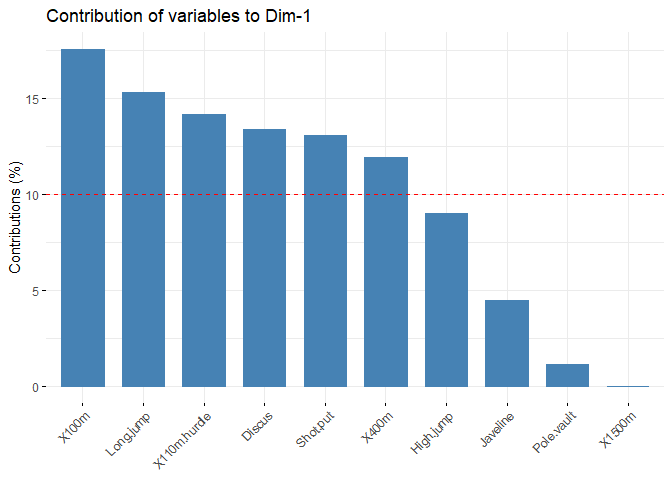 Contribution of variables to Dim-1
Contributions (%)
15
10
5
0
X100m
Long.jump
X110m.hurdle
Discus
Shot.put
X400m
High.jump
Javeline
Pole.vault
X1500m